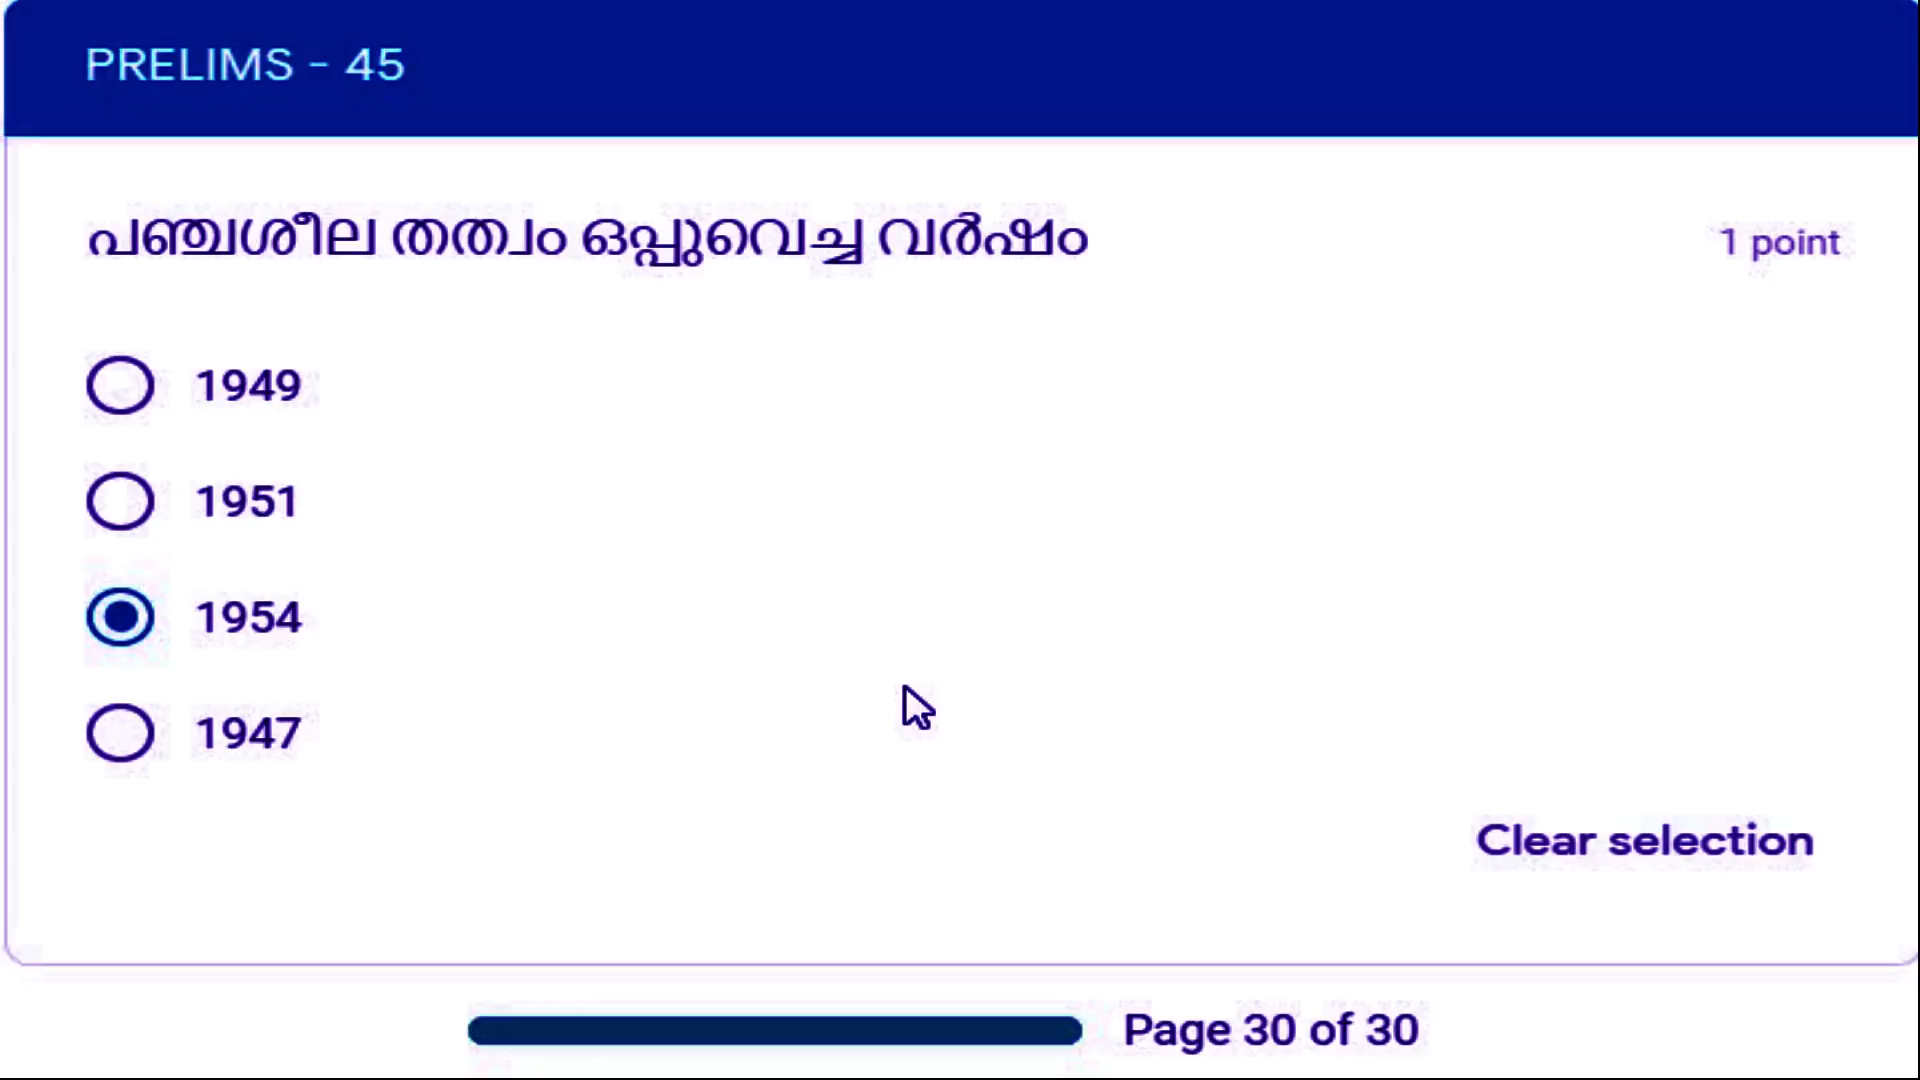 PRELIMS - 45
പഞ്ചശീല തത്വം ഒപ്പുവെച്ച വർഷം
1 point
1949
1951
1954
1947
Clear selection
Page 30 of 30